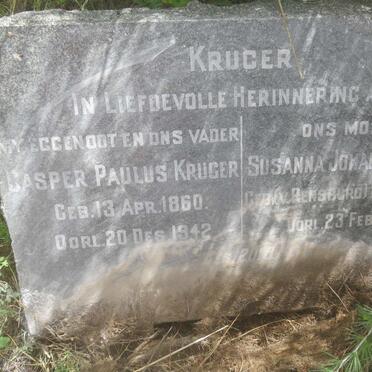 KRUGER
IN LIEFDEVOLLE HERINNERING A
MY EGGENOOT EN ONS VADER
CASPER PAULUS KRUGER
GEB. 13 APR. 1860.
OORL. 20 DES. 1942
ONS MO
SUSANNA JOHA
OORL. 23 FEB